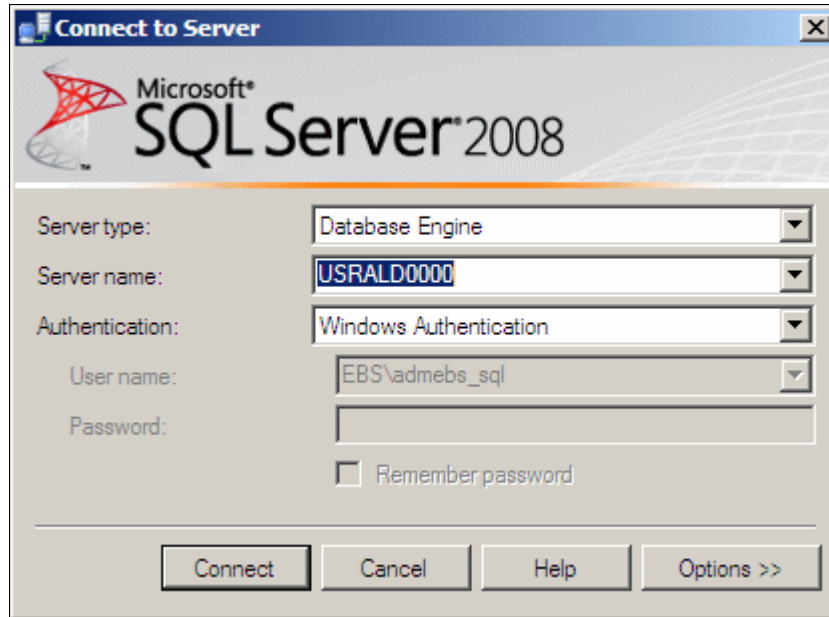 Connect to Server
Microsoft®
SQL Server® 2008
™
Server type: Database Engine
Server name: USRALD0000
Authentication: Windows Authentication
User name: EBS\admebs_sql
Password:
Remember password
Connect Cancel Help Options >>